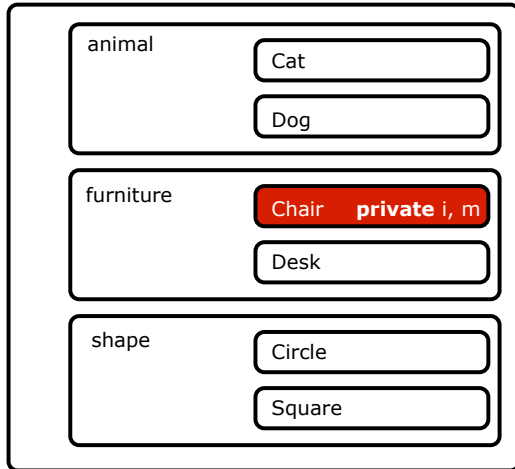 animal
Cat
Dog
furniture
Chair private i, m
Desk
shape
Circle
Square